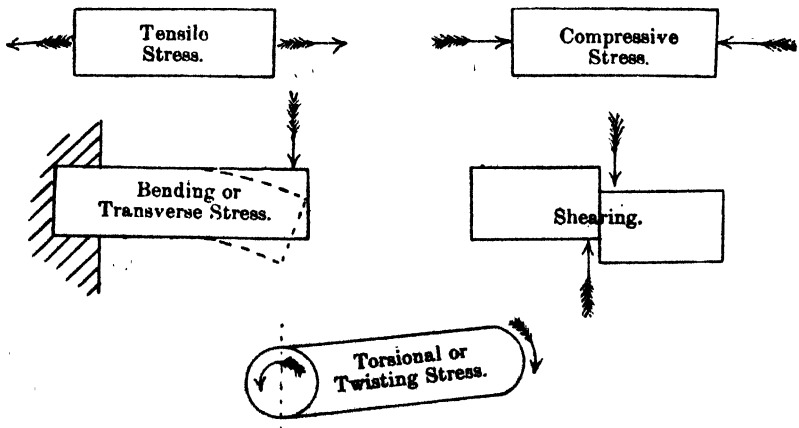 Tensile
Stress.
Compressive
Stress.
Bending or
Transverse Stress.
Shearing.
Torsional or
Twisting Stress.